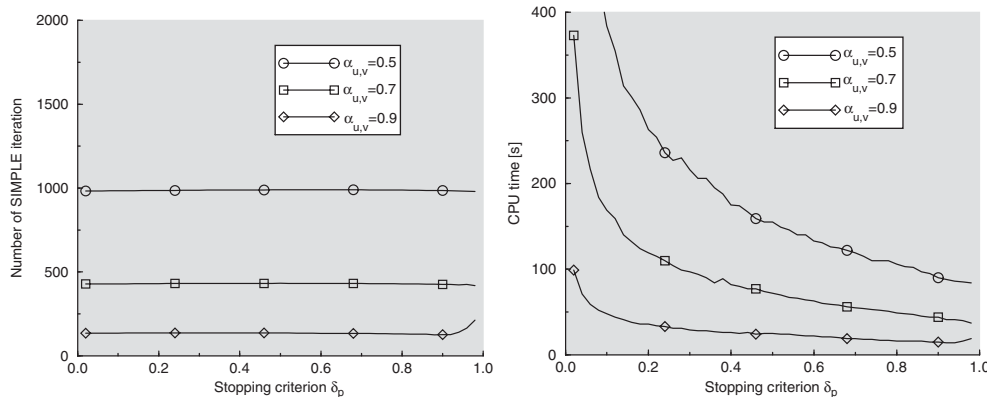 2000
1500
1000
500
0
Number of SIMPLE iteration
α_u,v=0.5
α_u,v=0.7
α_u,v=0.9
0.0 0.2 0.4 0.6 0.8 1.0
Stopping criterion δ_p
400
300
200
100
0
CPU time [s]
α_u,v=0.5
α_u,v=0.7
α_u,v=0.9
0.0 0.2 0.4 0.6 0.8 1.0
Stopping criterion δ_p